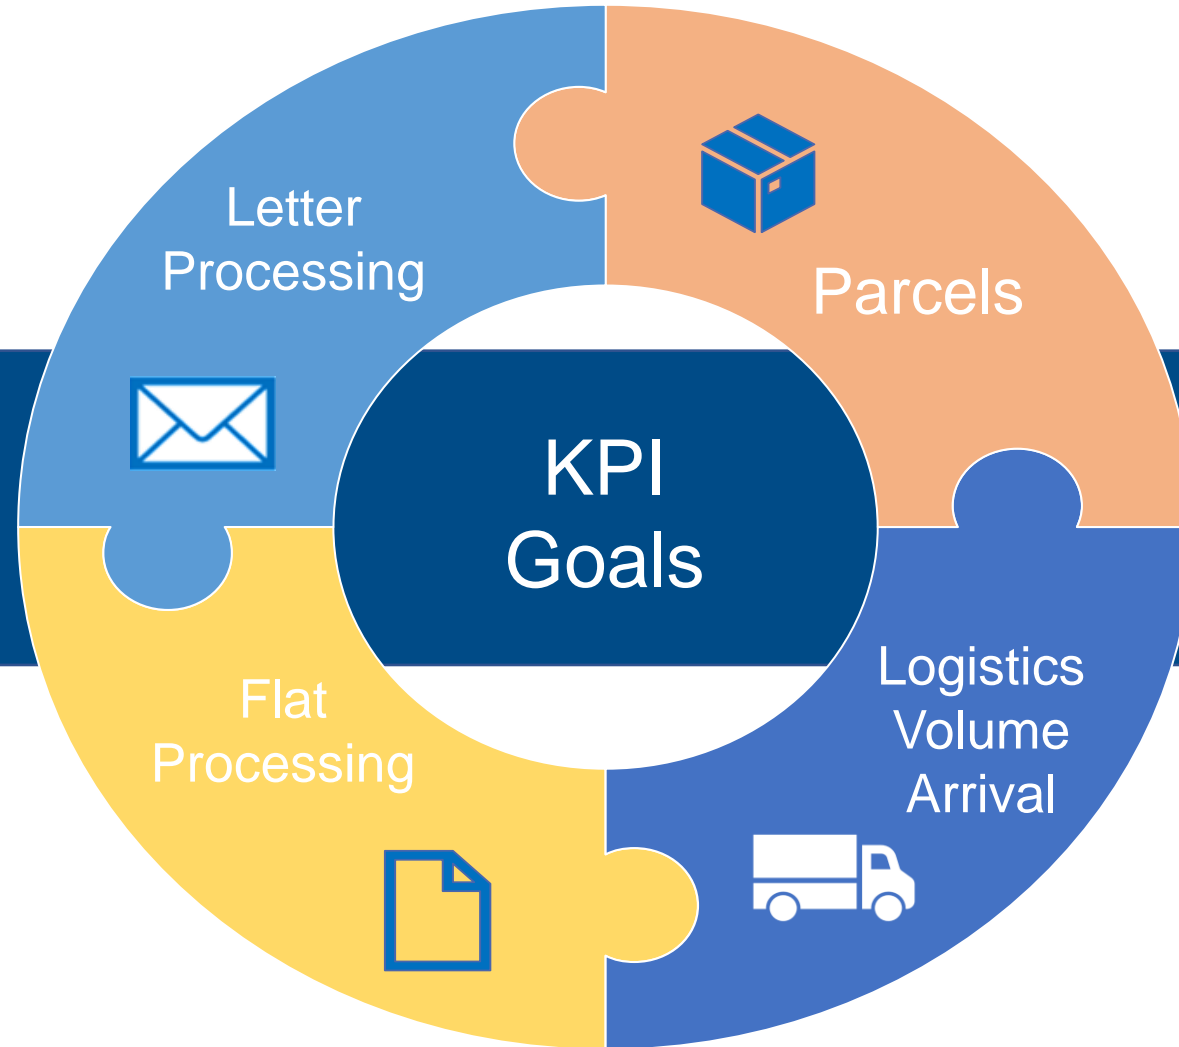 Letter
Processing
Parcels
KPI
Goals
Flat
Processing
Logistics
Volume
Arrival